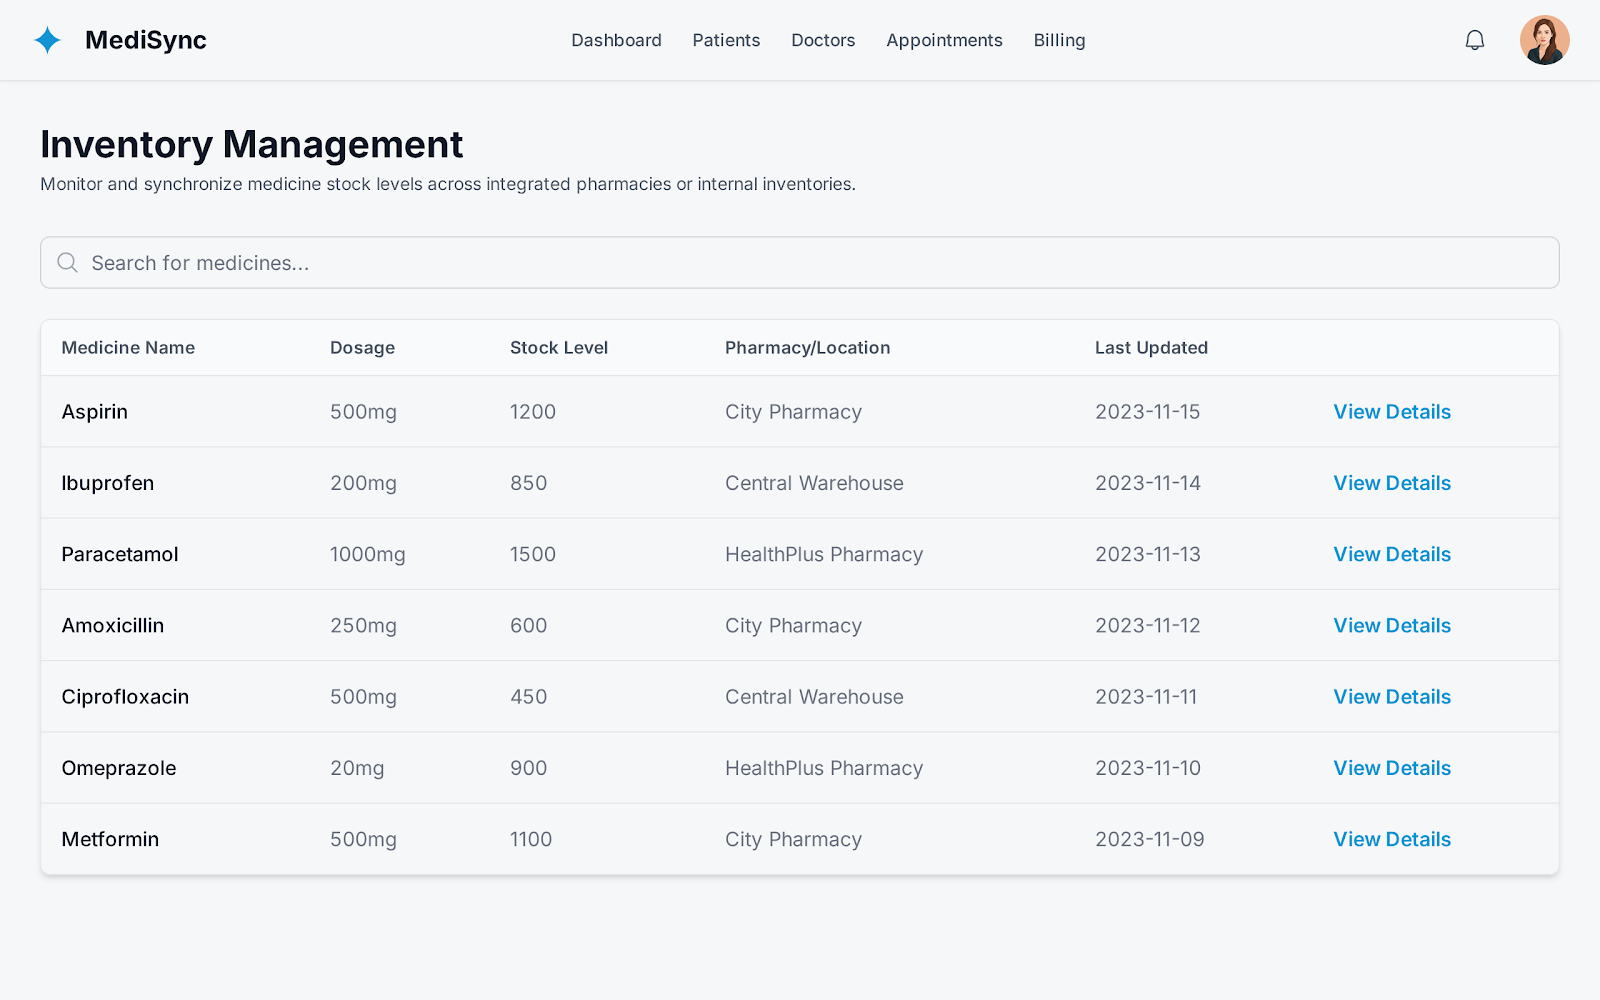 MediSync
Dashboard Patients Doctors Appointments Billing
Inventory Management
Monitor and synchronize medicine stock levels across integrated pharmacies or internal inventories.
Search for medicines...
Medicine Name Dosage Stock Level Pharmacy/Location Last Updated
Aspirin 500mg 1200 City Pharmacy 2023-11-15 View Details
Ibuprofen 200mg 850 Central Warehouse 2023-11-14 View Details
Paracetamol 1000mg 1500 HealthPlus Pharmacy 2023-11-13 View Details
Amoxicillin 250mg 600 City Pharmacy 2023-11-12 View Details
Ciprofloxacin 500mg 450 Central Warehouse 2023-11-11 View Details
Omeprazole 20mg 900 HealthPlus Pharmacy 2023-11-10 View Details
Metformin 500mg 1100 City Pharmacy 2023-11-09 View Details